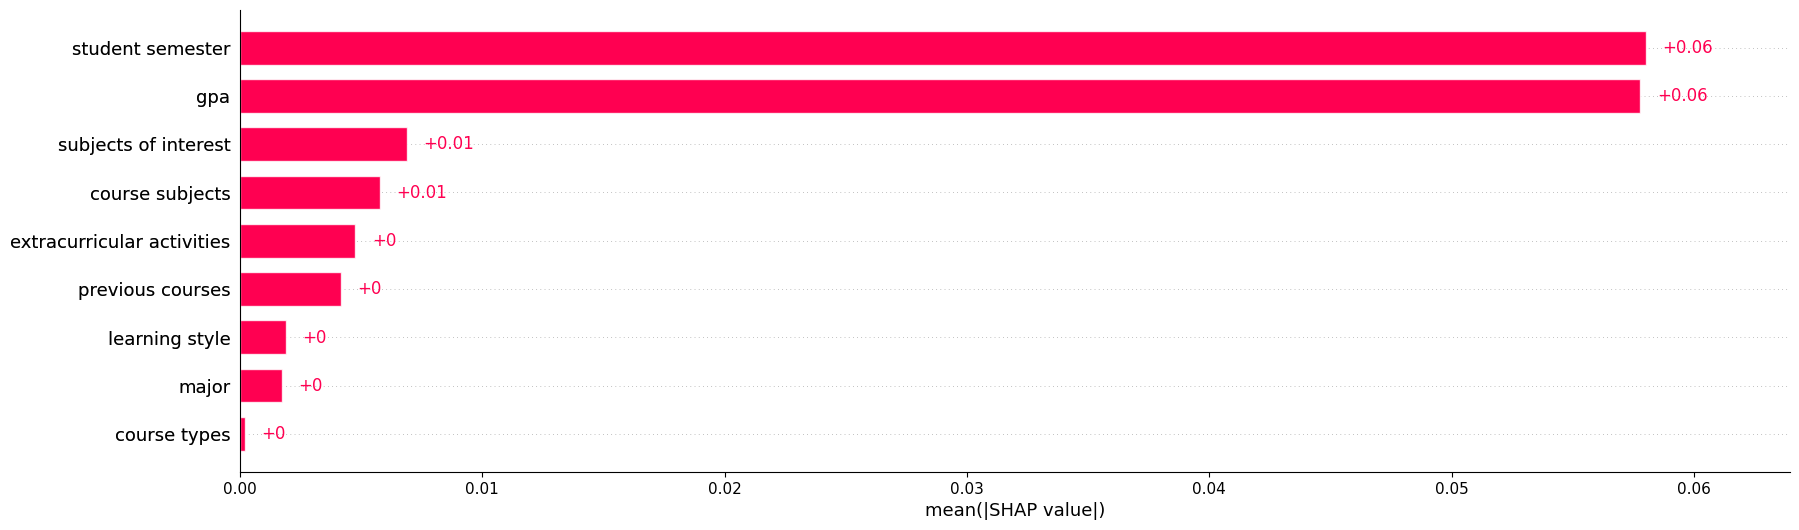 student semester +0.06
gpa +0.06
subjects of interest +0.01
course subjects +0.01
extracurricular activities +0
previous courses +0
learning style +0
major +0
course types +0
0.00 0.01 0.02 0.03 0.04 0.05 0.06
mean(|SHAP value|)